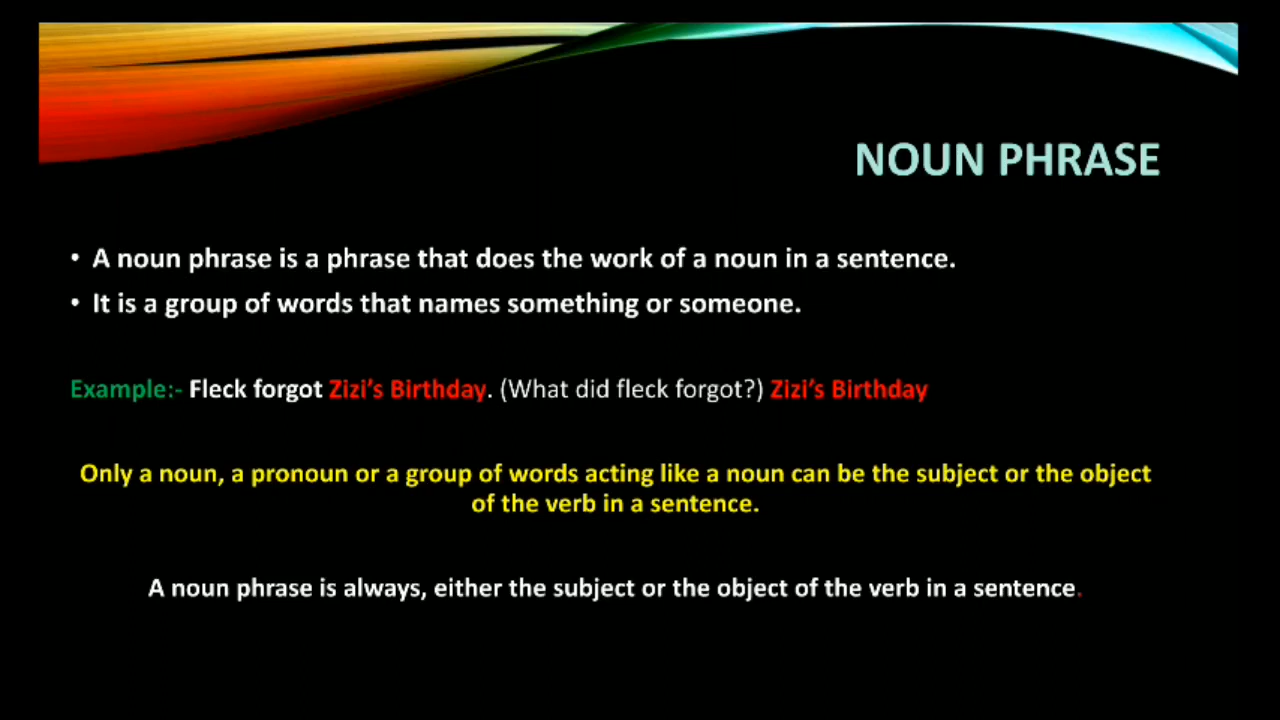 NOUN PHRASE
• A noun phrase is a phrase that does the work of a noun in a sentence.
• It is a group of words that names something or someone.
Example:- Fleck forgot Zizi’s Birthday. (What did fleck forgot?) Zizi’s Birthday
Only a noun, a pronoun or a group of words acting like a noun can be the subject or the object
of the verb in a sentence.
A noun phrase is always, either the subject or the object of the verb in a sentence.